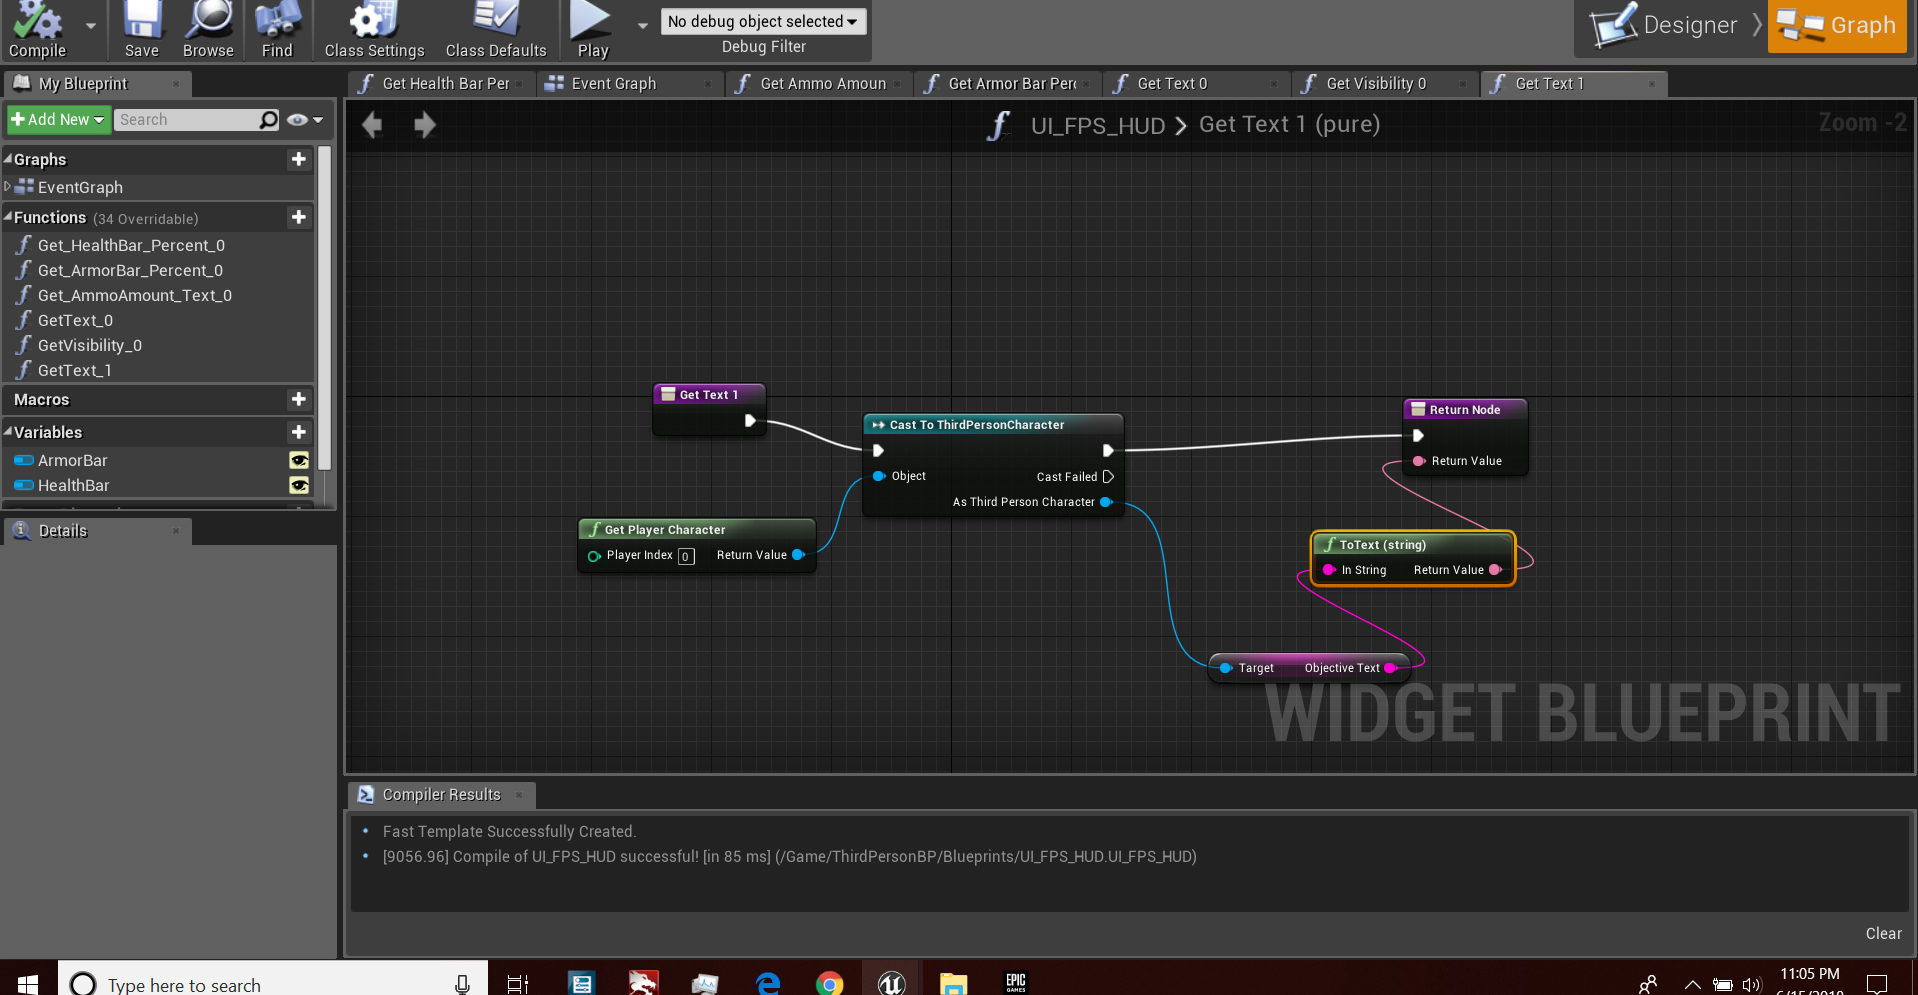 Compile
Save
Browse
Find
Class Settings
Class Defaults
Play
No debug object selected
Debug Filter
Designer
Graph
My Blueprint
Get Health Bar Per
Event Graph
Get Ammo Amoun
Get Armor Bar Per
Get Text 0
Get Visibility 0
Get Text 1
Add New
Search
UI_FPS_HUD > Get Text 1 (pure)
Zoom -2
Graphs
EventGraph
Functions (34 Overridable)
Get_HealthBar_Percent_0
Get_ArmorBar_Percent_0
Get_AmmoAmount_Text_0
GetText_0
GetVisibility_0
GetText_1
Macros
Variables
ArmorBar
HealthBar
Details
Get Text 1
Cast To ThirdPersonCharacter
Object
Cast Failed
As Third Person Character
Return Node
Return Value
Get Player Character
Player Index 0 Return Value
ToText (string)
In String Return Value
Target Objective Text
WIDGET BLUEPRINT
Compiler Results
Fast Template Successfully Created.
[9056.96] Compile of UI_FPS_HUD successful! [in 85 ms] (/Game/ThirdPersonBP/Blueprints/UI_FPS_HUD.UI_FPS_HUD)
Clear
Type here to search
EPIC
GAMES
11:05 PM